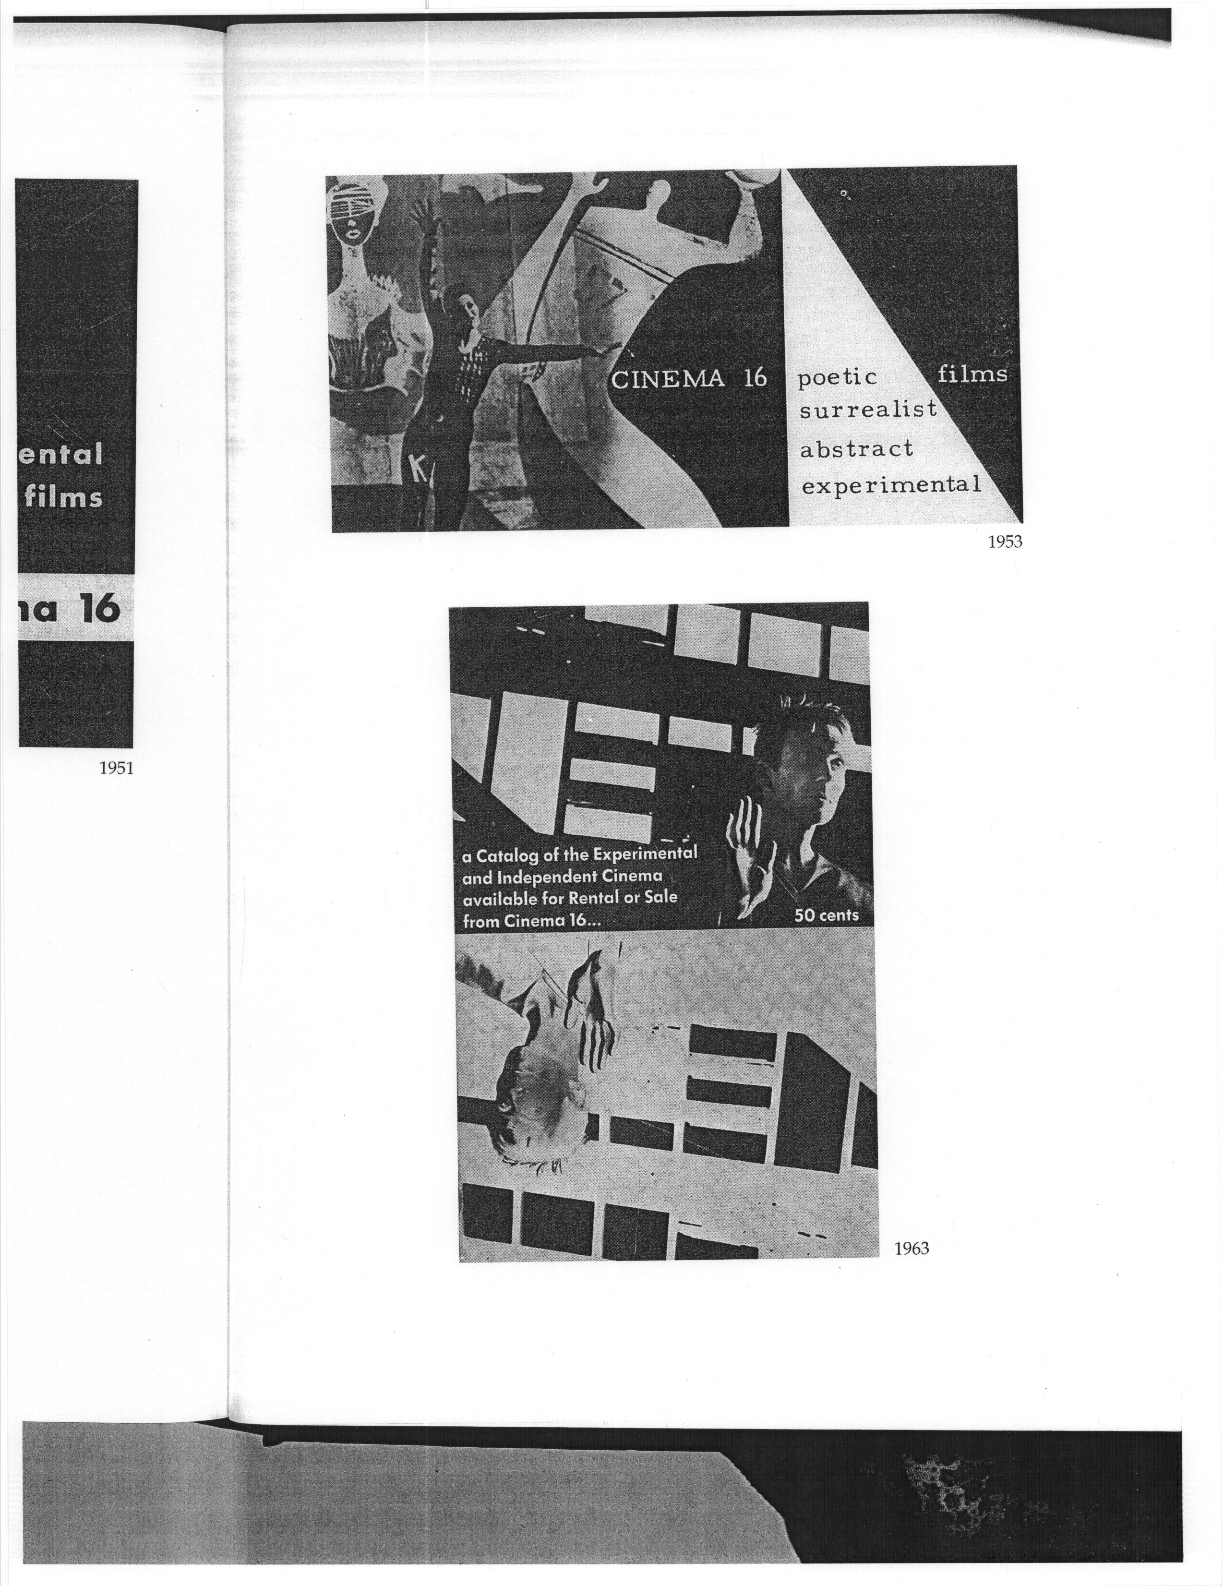 ental
films
na 16
1951
K
CINEMA 16
poetic films
surrealist
abstract
experimental
1953
a Catalog of the Experimental
and Independent Cinema
available for Rental or Sale
from Cinema 16...
50 cents
1963